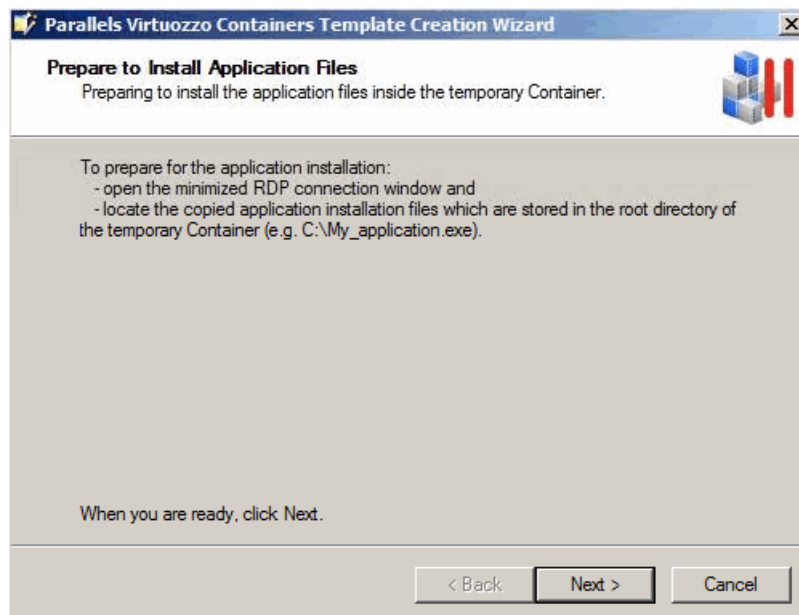 Parallels Virtuozzo Containers Template Creation Wizard
Prepare to Install Application Files
Preparing to install the application files inside the temporary Container.
To prepare for the application installation:
- open the minimized RDP connection window and
- locate the copied application installation files which are stored in the root directory of
the temporary Container (e.g. C:\My_application.exe).
When you are ready, click Next.
< Back
Next >
Cancel